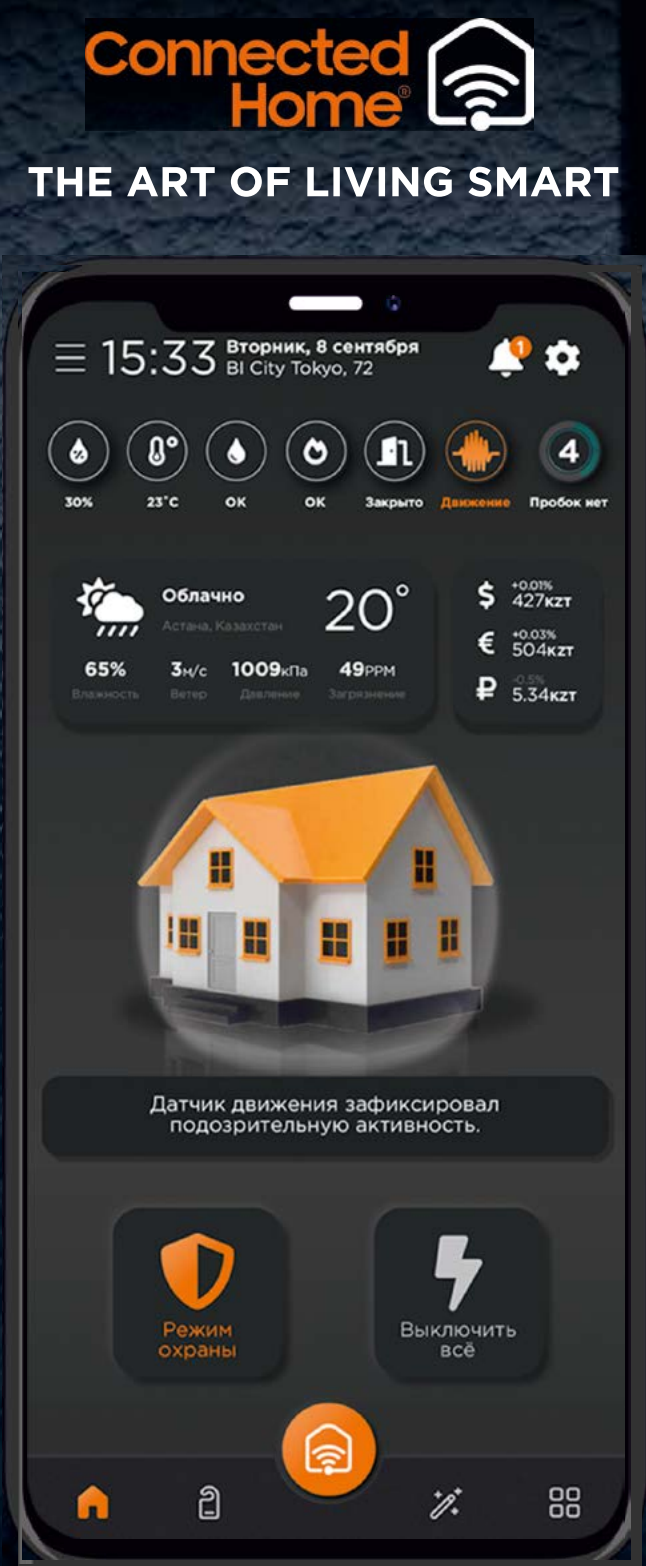 Connected
Home®
THE ART OF LIVING SMART
15:33
Вторник, 8 сентября
BI City Tokyo, 72
1
4
30%
23°C
ОК
ОК
Закрыто
Движение
Пробок нет
Облачно
Астана, Казахстан
20°
65%
3м/с
1009кПа
49PPM
Влажность
Ветер
Давление
Загрязнение
$
+0.01%
427KZT
€
+0.03%
504KZT
₽
-0.5%
5.34KZT
Датчик движения зафиксировал
подозрительную активность.
Режим
охраны
Выключить
всё